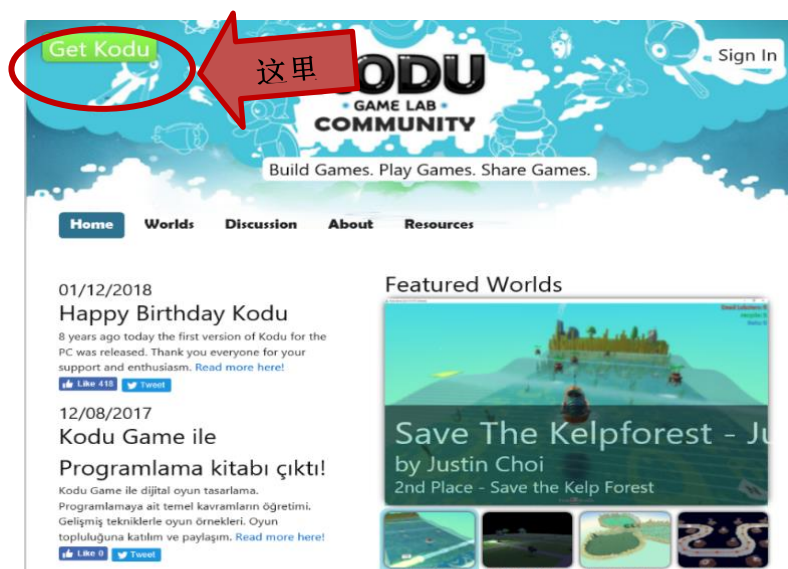 Get Kodu
这里
KODU
GAME LAB
COMMUNITY
Sign In
Build Games. Play Games. Share Games.
Home Worlds Discussion About Resources
01/12/2018
Happy Birthday Kodu
8 years ago today the first version of Kodu for the
PC was released. Thank you everyone for your
support and enthusiasm. Read more here!
Like 418 Tweet
12/08/2017
Kodu Game ile
Programlama kitabı çıktı!
Kodu Game ile dijital oyun tasarlama.
Programlamaya ait temel kavramların öğretimi.
Gelişmiş tekniklerle oyun örnekleri. Oyun
topluluğuna katılım ve paylaşım. Read more here!
Like 0 Tweet
Featured Worlds
Save The Kelpforest - Ju
by Justin Choi
2nd Place - Save the Kelp Forest